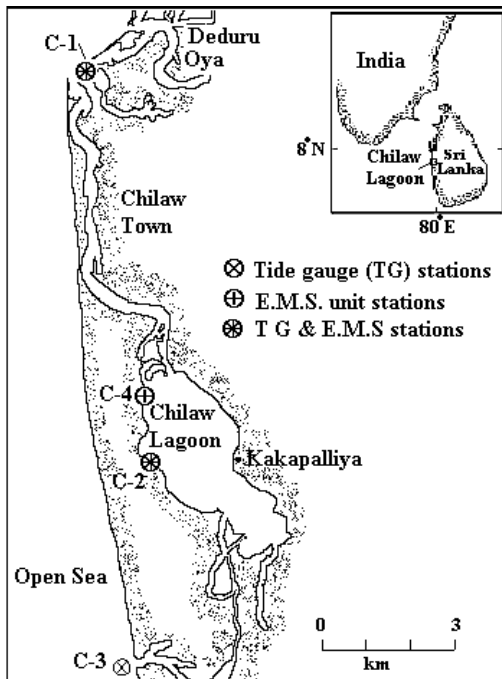 C-1
Deduru
Oya
India
8°N
Chilaw
Lagoon
Sri
Lanka
80°E
Chilaw
Town
Tide gauge (TG) stations
E.M.S. unit stations
T G & E.M.S stations
C-4
Chilaw
Lagoon
C-2
Kakapalliya
Open Sea
0 3
km
C-3